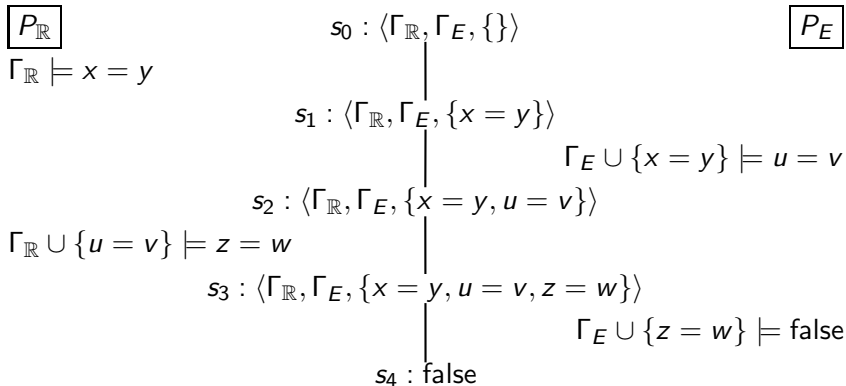 P_ℝ s₀ : ⟨Γ_ℝ, Γ_E, {}⟩ P_E
Γ_ℝ ⊨ x = y
s₁ : ⟨Γ_ℝ, Γ_E, {x = y}⟩
Γ_E ∪ {x = y} ⊨ u = v
s₂ : ⟨Γ_ℝ, Γ_E, {x = y, u = v}⟩
Γ_ℝ ∪ {u = v} ⊨ z = w
s₃ : ⟨Γ_ℝ, Γ_E, {x = y, u = v, z = w}⟩
Γ_E ∪ {z = w} ⊨ false
s₄ : false